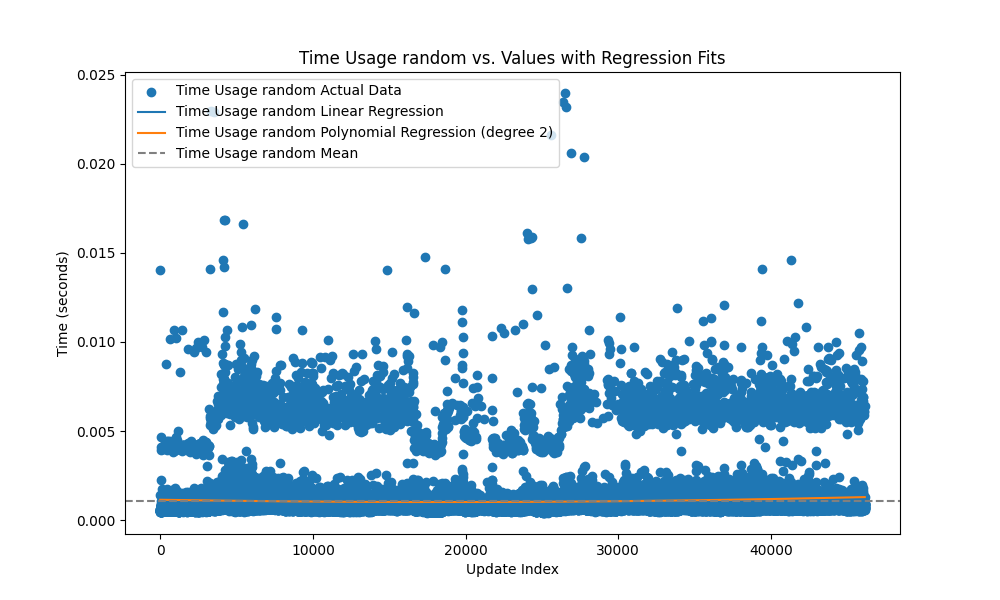 Time Usage random vs. Values with Regression Fits
Time Usage random Actual Data
Time Usage random Linear Regression
Time Usage random Polynomial Regression (degree 2)
Time Usage random Mean
Time (seconds)
0.025
0.020
0.015
0.010
0.005
0.000
0
10000
20000
30000
40000
Update Index